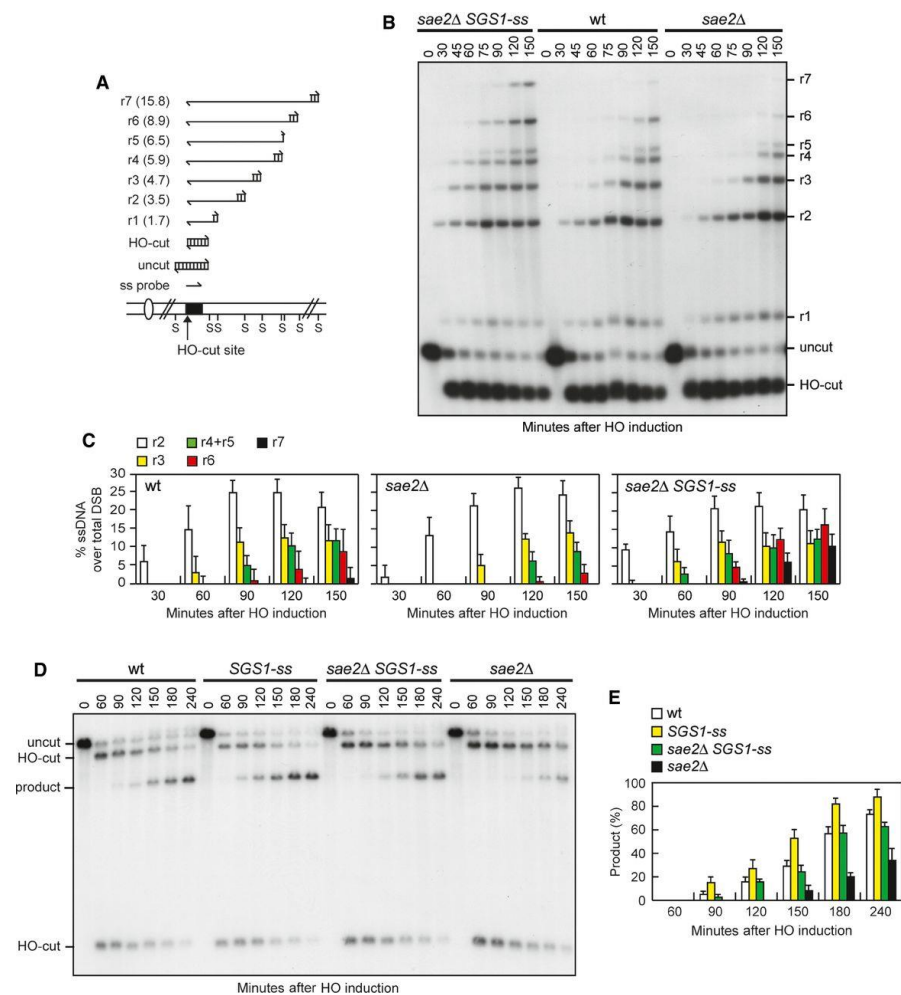 A
r7 (15.8)
r6 (8.9)
r5 (6.5)
r4 (5.9)
r3 (4.7)
r2 (3.5)
r1 (1.7)
HO-cut
uncut
ss probe
S SS S S S S S
HO-cut site
B
sae2Δ SGS1-ss wt sae2Δ
0 30 45 60 75 90 120 150 0 30 45 60 75 90 120 150 0 30 45 60 75 90 120 150
r7
r6
r5
r4
r3
r2
r1
uncut
HO-cut
Minutes after HO induction
C
r2 r4+r5 r7
r3 r6
% ssDNA over total DSB
30
25
20
15
10
5
0
wt sae2Δ sae2Δ SGS1-ss
30 60 90 120 150 30 60 90 120 150 30 60 90 120 150
Minutes after HO induction Minutes after HO induction Minutes after HO induction
D
wt SGS1-ss sae2Δ SGS1-ss sae2Δ
0 60 90 120 150 180 240 0 60 90 120 150 180 240 0 60 90 120 150 180 240 0 60 90 120 150 180 240
uncut
HO-cut
product
HO-cut
Minutes after HO induction
E
wt
SGS1-ss
sae2Δ SGS1-ss
sae2Δ
Product (%)
100
80
60
40
20
0
60 90 120 150 180 240
Minutes after HO induction